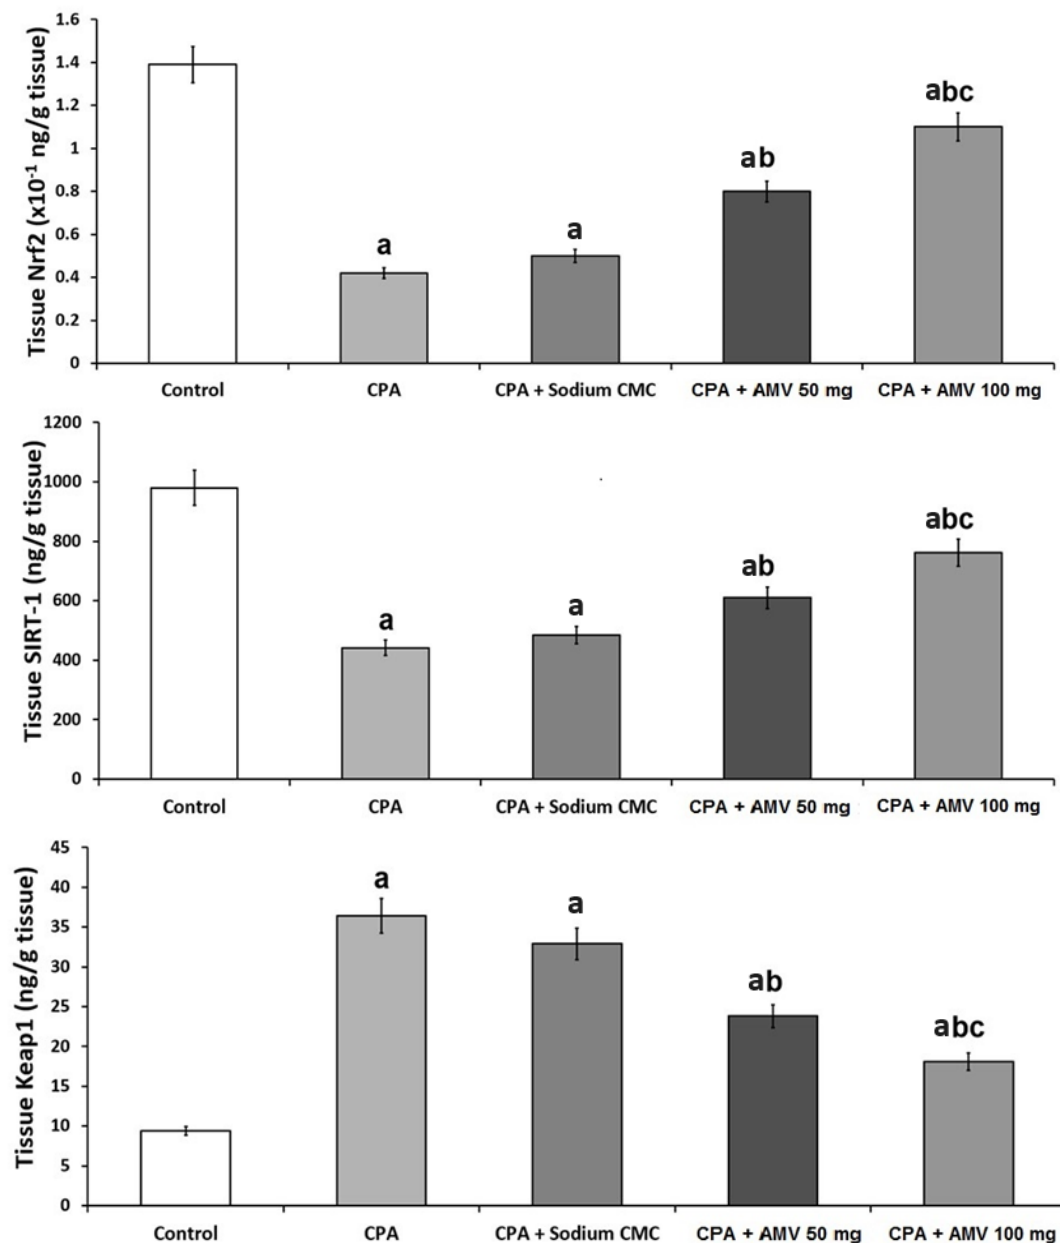 Tissue Nrf2 (x10⁻¹ ng/g tissue)
1.6
1.4
1.2
1
0.8
0.6
0.4
0.2
0
a
a
ab
abc
Control
CPA
CPA + Sodium CMC
CPA + AMV 50 mg
CPA + AMV 100 mg
Tissue SIRT-1 (ng/g tissue)
1200
1000
800
600
400
200
0
a
a
ab
abc
Control
CPA
CPA + Sodium CMC
CPA + AMV 50 mg
CPA + AMV 100 mg
Tissue Keap1 (ng/g tissue)
45
40
35
30
25
20
15
10
5
0
a
a
ab
abc
Control
CPA
CPA + Sodium CMC
CPA + AMV 50 mg
CPA + AMV 100 mg